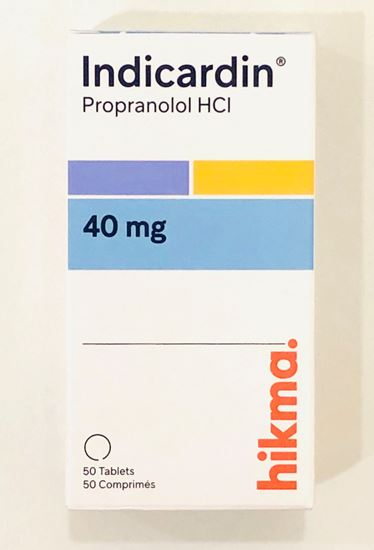 Indicardin®
Propranolol HCl
40 mg
hikma.
50 Tablets
50 Comprimés